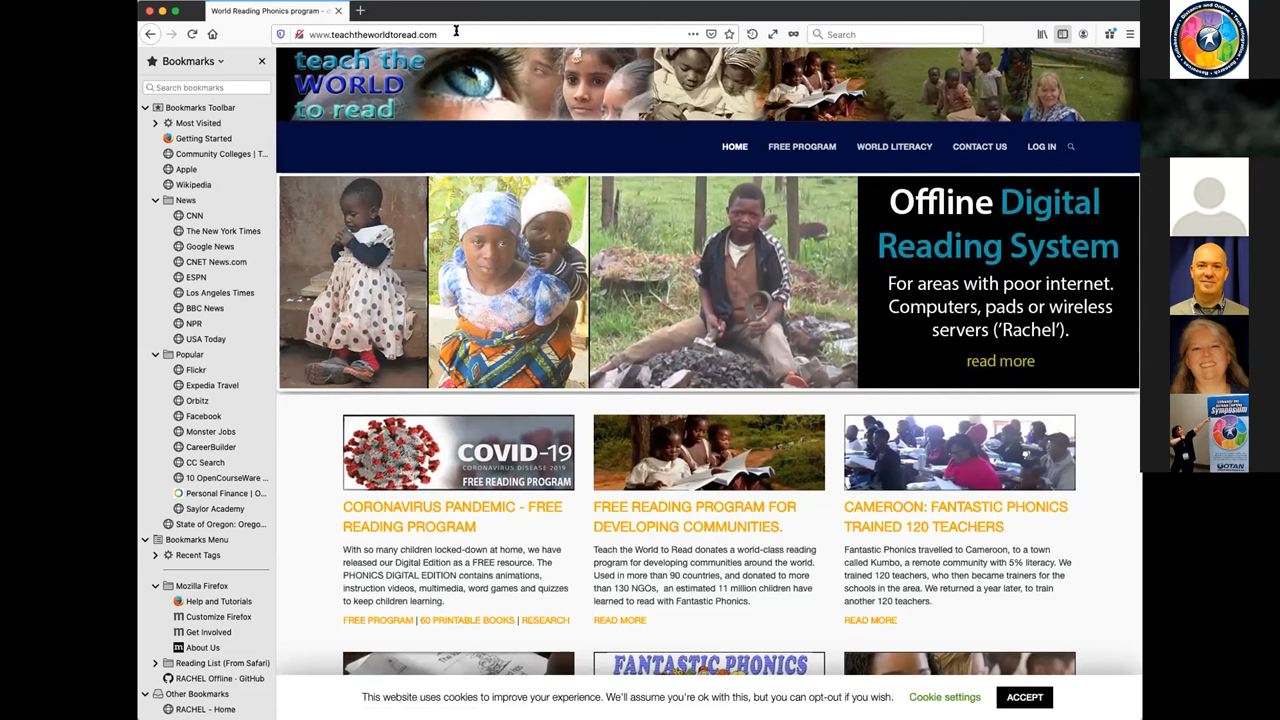 World Reading Phonics program - c
www.teachtheworldtoread.com
Search
Bookmarks
Search bookmarks
Bookmarks Toolbar
Most Visited
Getting Started
Community Colleges | T...
Apple
Wikipedia
News
CNN
The New York Times
Google News
CNET News.com
ESPN
Los Angeles Times
BBC News
NPR
USA Today
Popular
Flickr
Expedia Travel
Orbitz
Facebook
Monster Jobs
CareerBuilder
CC Search
10 OpenCourseWare ...
Personal Finance | O...
Saylor Academy
State of Oregon: Orego...
Bookmarks Menu
Recent Tags
Mozilla Firefox
Help and Tutorials
Customize Firefox
Get Involved
About Us
Reading List (From Safari)
RACHEL Offline · GitHub
Other Bookmarks
RACHEL - Home
teach the
WORLD
to read
HOME FREE PROGRAM WORLD LITERACY CONTACT US LOG IN
Offline Digital
Reading System
For areas with poor internet.
Computers, pads or wireless
servers ('Rachel').
read more
COVID-19
CORONAVIRUS DISEASE 2019
FREE READING PROGRAM
CORONAVIRUS PANDEMIC - FREE
READING PROGRAM
With so many children locked-down at home, we have
released our Digital Edition as a FREE resource. The
PHONICS DIGITAL EDITION contains animations,
instruction videos, multimedia, word games and quizzes
to keep children learning.
FREE PROGRAM | 60 PRINTABLE BOOKS | RESEARCH
FREE READING PROGRAM FOR
DEVELOPING COMMUNITIES.
Teach the World to Read donates a world-class reading
program for developing communities around the world.
Used in more than 90 countries, and donated to more
than 130 NGOs, an estimated 11 million children have
learned to read with Fantastic Phonics.
READ MORE
CAMEROON: FANTASTIC PHONICS
TRAINED 120 TEACHERS
Fantastic Phonics travelled to Cameroon, to a town
called Kumbo, a remote community with 5% literacy. We
trained 120 teachers, who then became trainers for the
schools in the area. We returned a year later, to train
another 120 teachers.
READ MORE
FANTASTIC PHONICS
This website uses cookies to improve your experience. We'll assume you're ok with this, but you can opt-out if you wish.
Cookie settings
ACCEPT
Symposium
OTAN